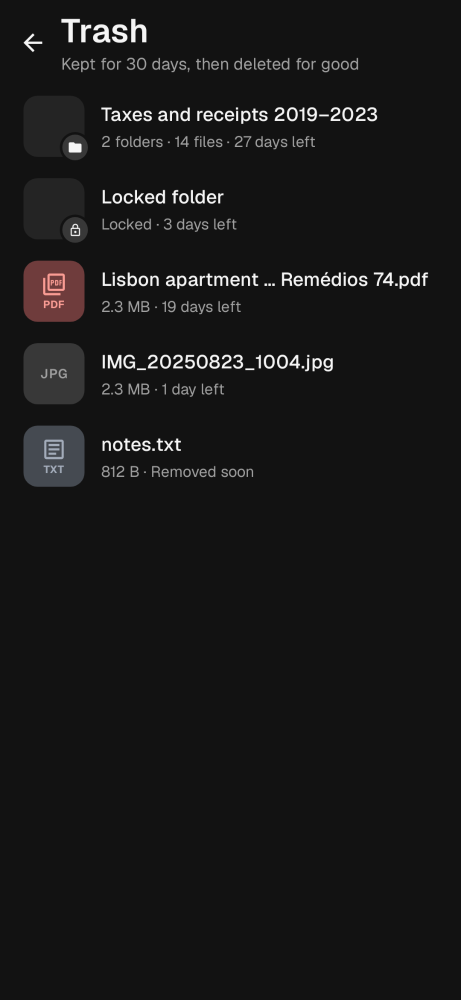 Trash
Kept for 30 days, then deleted for good
Taxes and receipts 2019–2023
2 folders · 14 files · 27 days left
Locked folder
Locked · 3 days left
PDF
PDF
Lisbon apartment … Remédios 74.pdf
2.3 MB · 19 days left
JPG
IMG_20250823_1004.jpg
2.3 MB · 1 day left
TXT
notes.txt
812 B · Removed soon